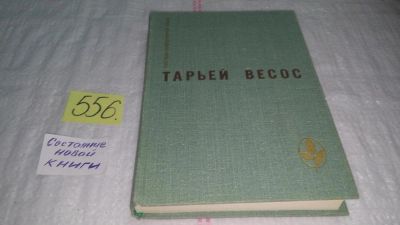 556.
Состояние
новой
книги
ТАРЬЕЙ ВЕСОС